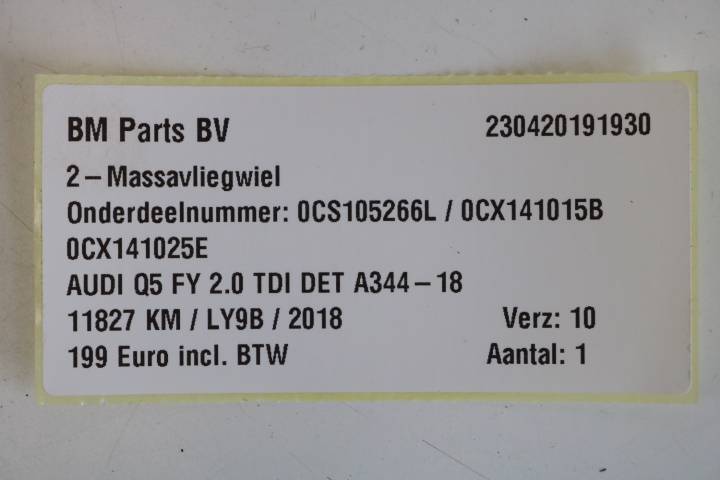 BM Parts BV 230420191930
2-Massavliegwiel
Onderdeelnummer: 0CS105266L / 0CX141015B
0CX141025E
AUDI Q5 FY 2.0 TDI DET A344-18
11827 KM / LY9B / 2018 Verz: 10
199 Euro incl. BTW Aantal: 1